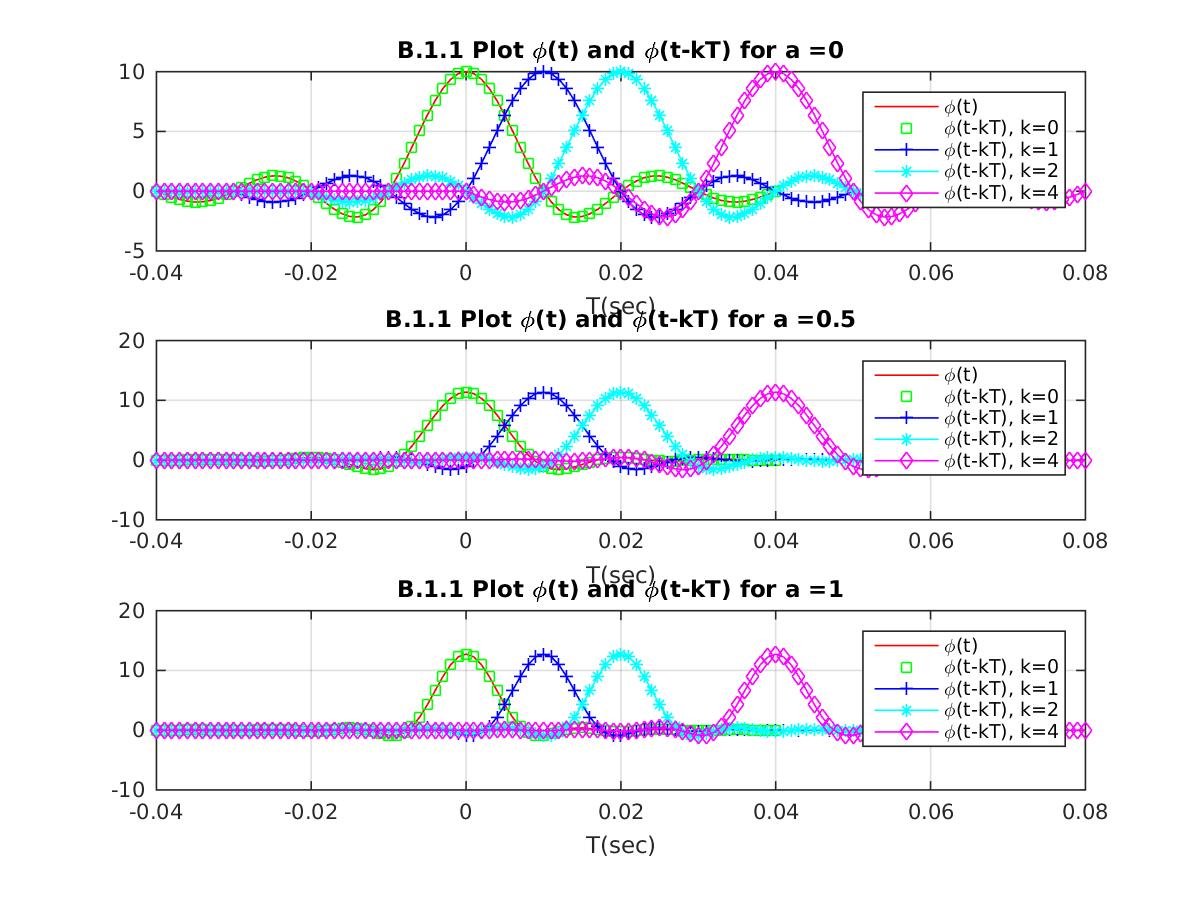 B.1.1 Plot ϕ(t) and ϕ(t-kT) for a =0
10
5
0
-5
ϕ(t)
ϕ(t-kT), k=0
ϕ(t-kT), k=1
ϕ(t-kT), k=2
ϕ(t-kT), k=4
-0.04 -0.02 0 0.02 0.04 0.06 0.08
T(sec)
B.1.1 Plot ϕ(t) and ϕ(t-kT) for a =0.5
20
10
0
-10
ϕ(t)
ϕ(t-kT), k=0
ϕ(t-kT), k=1
ϕ(t-kT), k=2
ϕ(t-kT), k=4
-0.04 -0.02 0 0.02 0.04 0.06 0.08
T(sec)
B.1.1 Plot ϕ(t) and ϕ(t-kT) for a =1
20
10
0
-10
ϕ(t)
ϕ(t-kT), k=0
ϕ(t-kT), k=1
ϕ(t-kT), k=2
ϕ(t-kT), k=4
-0.04 -0.02 0 0.02 0.04 0.06 0.08
T(sec)